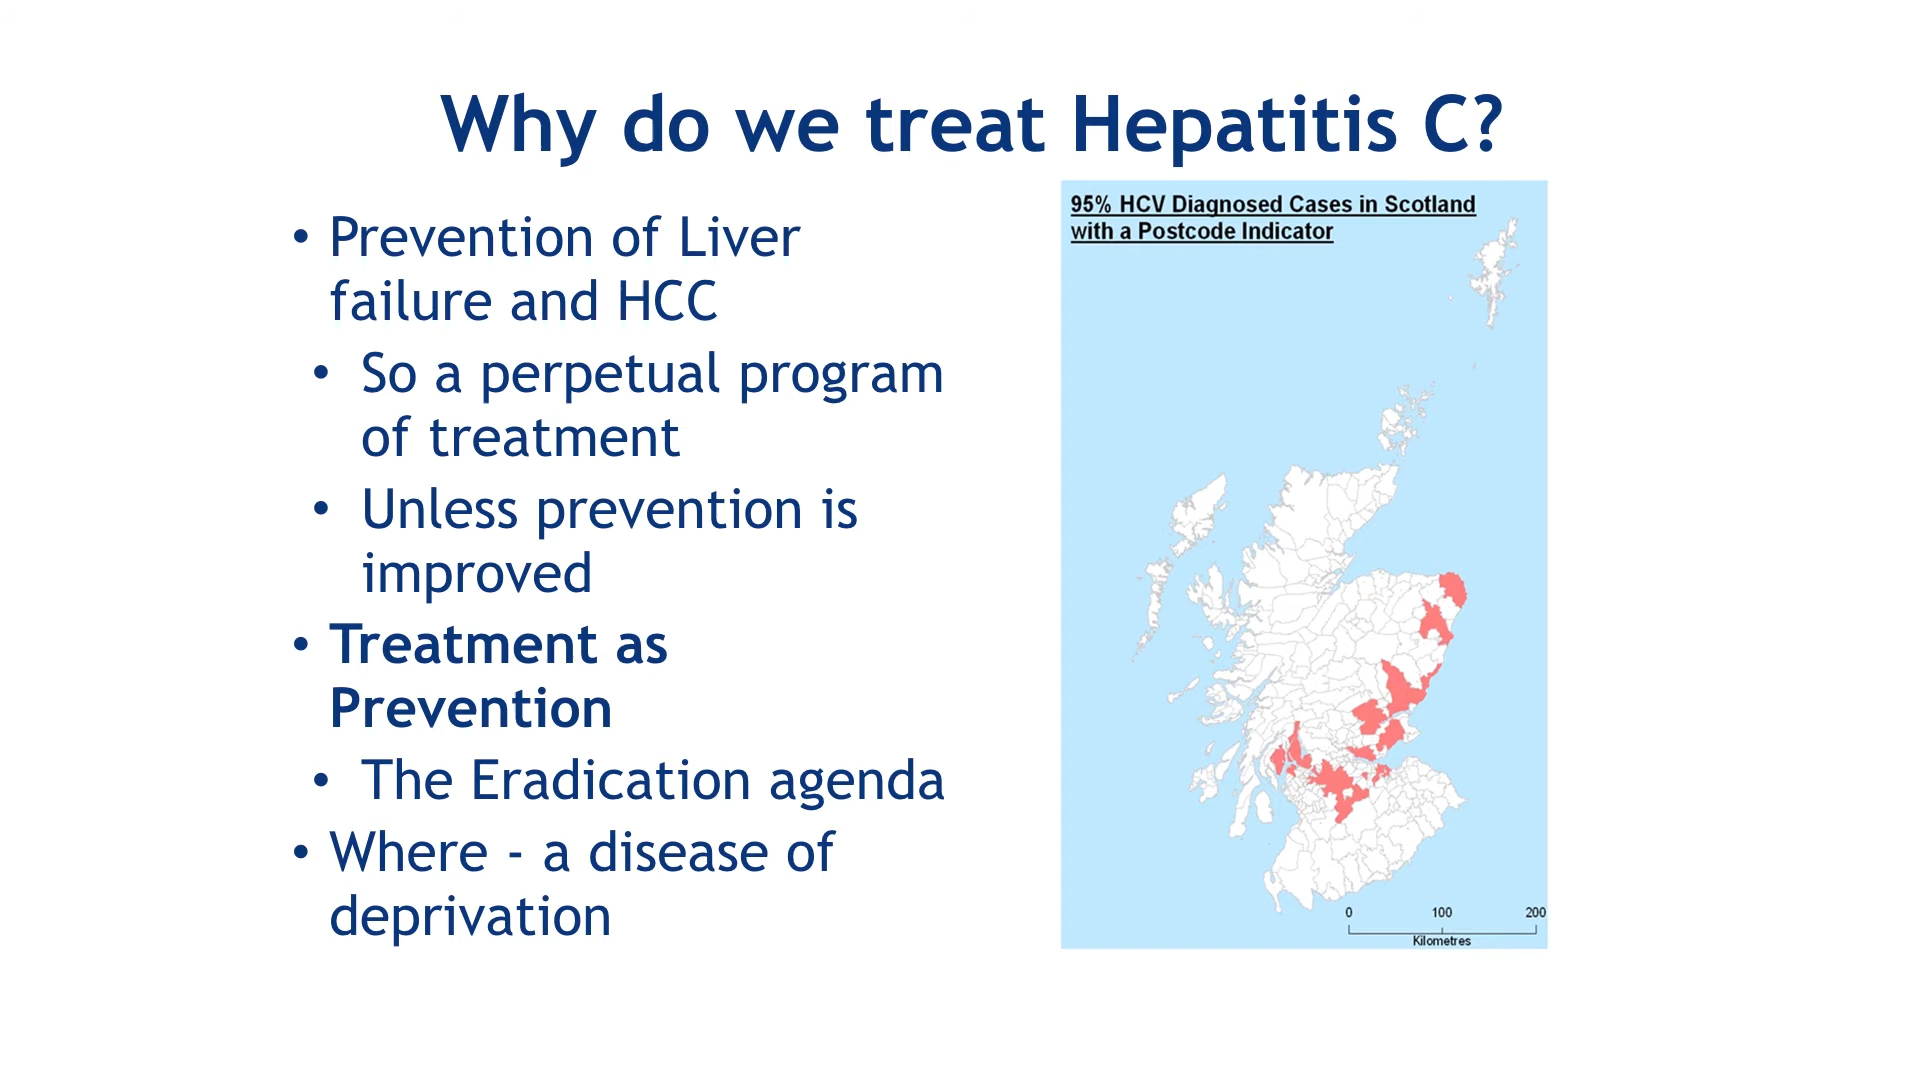 Why do we treat Hepatitis C?
• Prevention of Liver
failure and HCC
• So a perpetual program
of treatment
• Unless prevention is
improved
• Treatment as
Prevention
• The Eradication agenda
• Where - a disease of
deprivation
95% HCV Diagnosed Cases in Scotland
with a Postcode Indicator
0 100 200
Kilometres